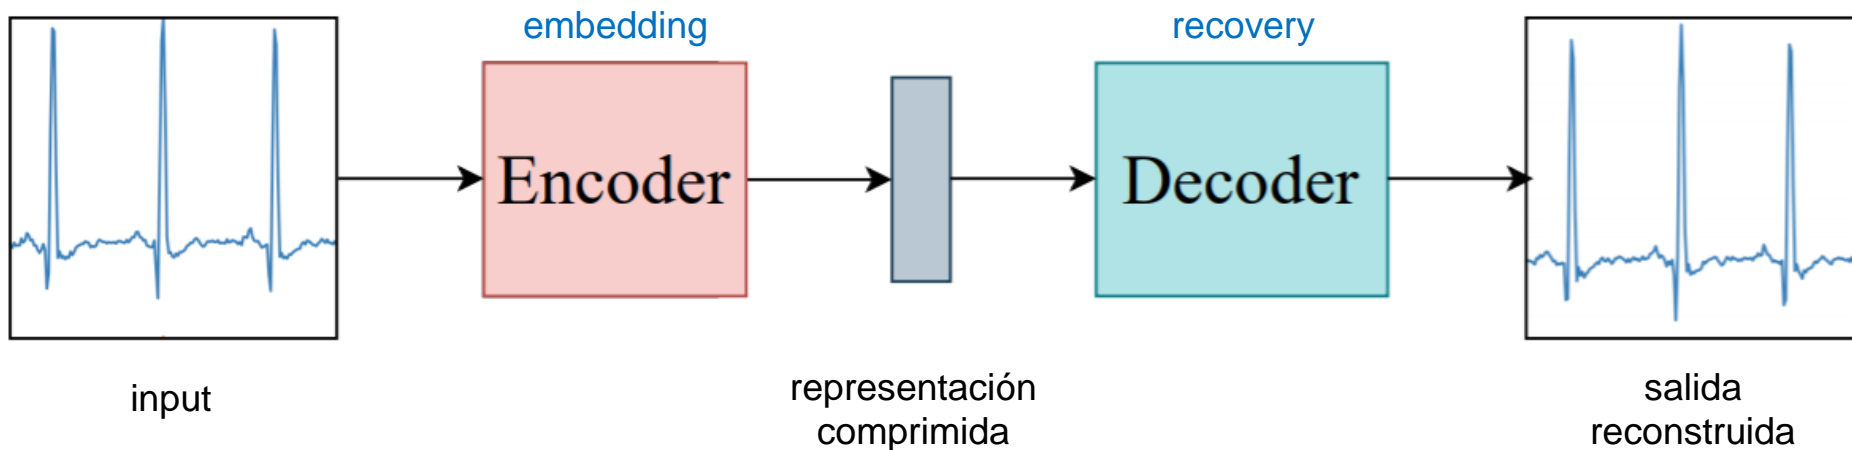 embedding
recovery
Encoder
Decoder
input
representación
comprimida
salida
reconstruida